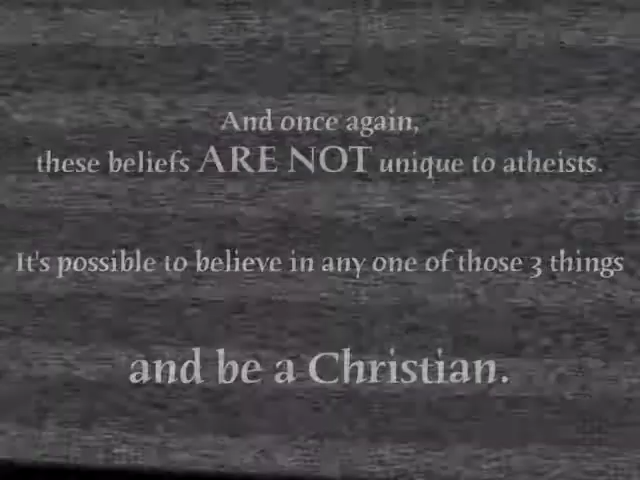 And once again,
these beliefs ARE NOT unique to atheists.
It's possible to believe in any one of those 3 things
and be a Christian.